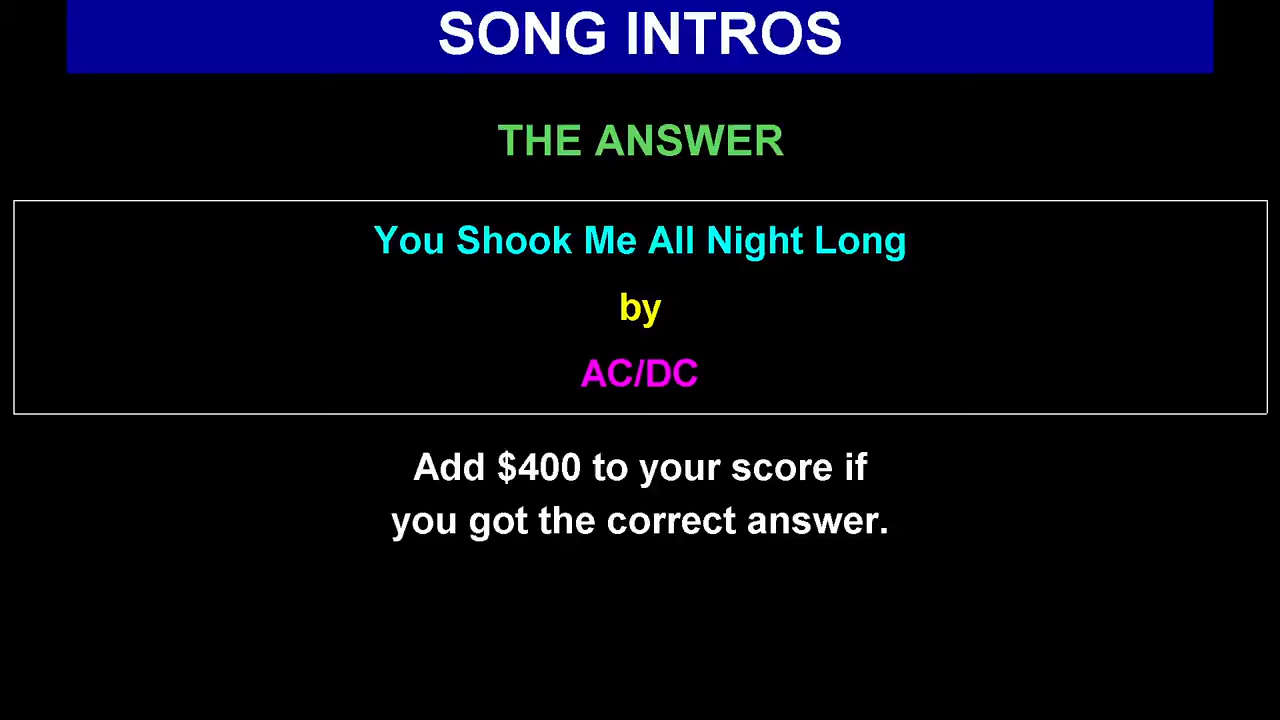 SONG INTROS
THE ANSWER
You Shook Me All Night Long
by
AC/DC
Add $400 to your score if
you got the correct answer.